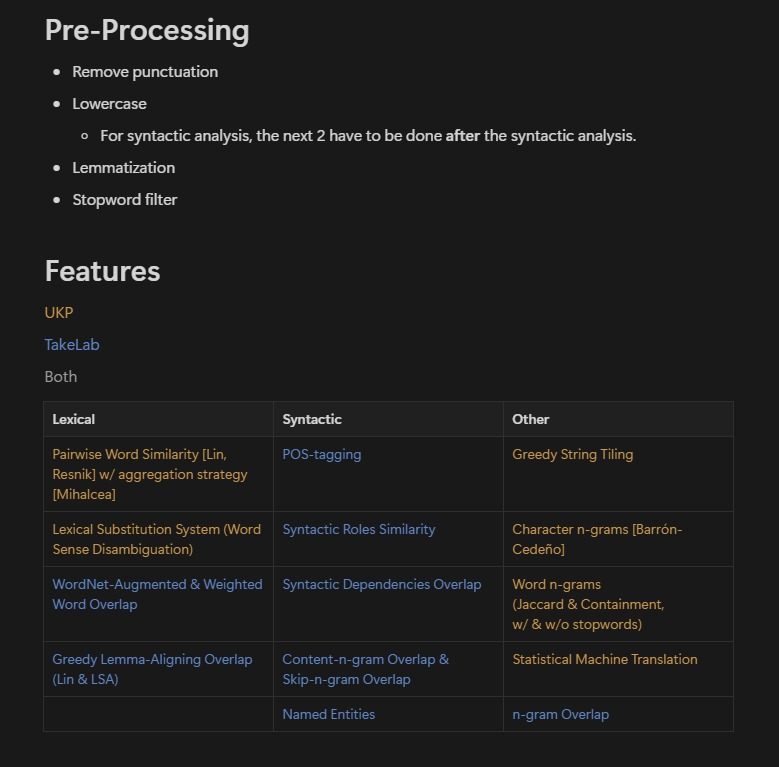 Pre-Processing
Remove punctuation
Lowercase
For syntactic analysis, the next 2 have to be done after the syntactic analysis.
Lemmatization
Stopword filter
Features
UKP
TakeLab
Both
Lexical Syntactic Other
Pairwise Word Similarity [Lin,
Resnik] w/ aggregation strategy
[Mihalcea]
POS-tagging
Greedy String Tiling
Lexical Substitution System (Word
Sense Disambiguation)
Syntactic Roles Similarity
Character n-grams [Barrón-
Cedeño]
WordNet-Augmented & Weighted
Word Overlap
Syntactic Dependencies Overlap
Word n-grams
(Jaccard & Containment,
w/ & w/o stopwords)
Greedy Lemma-Aligning Overlap
(Lin & LSA)
Content-n-gram Overlap &
Skip-n-gram Overlap
Statistical Machine Translation
Named Entities
n-gram Overlap